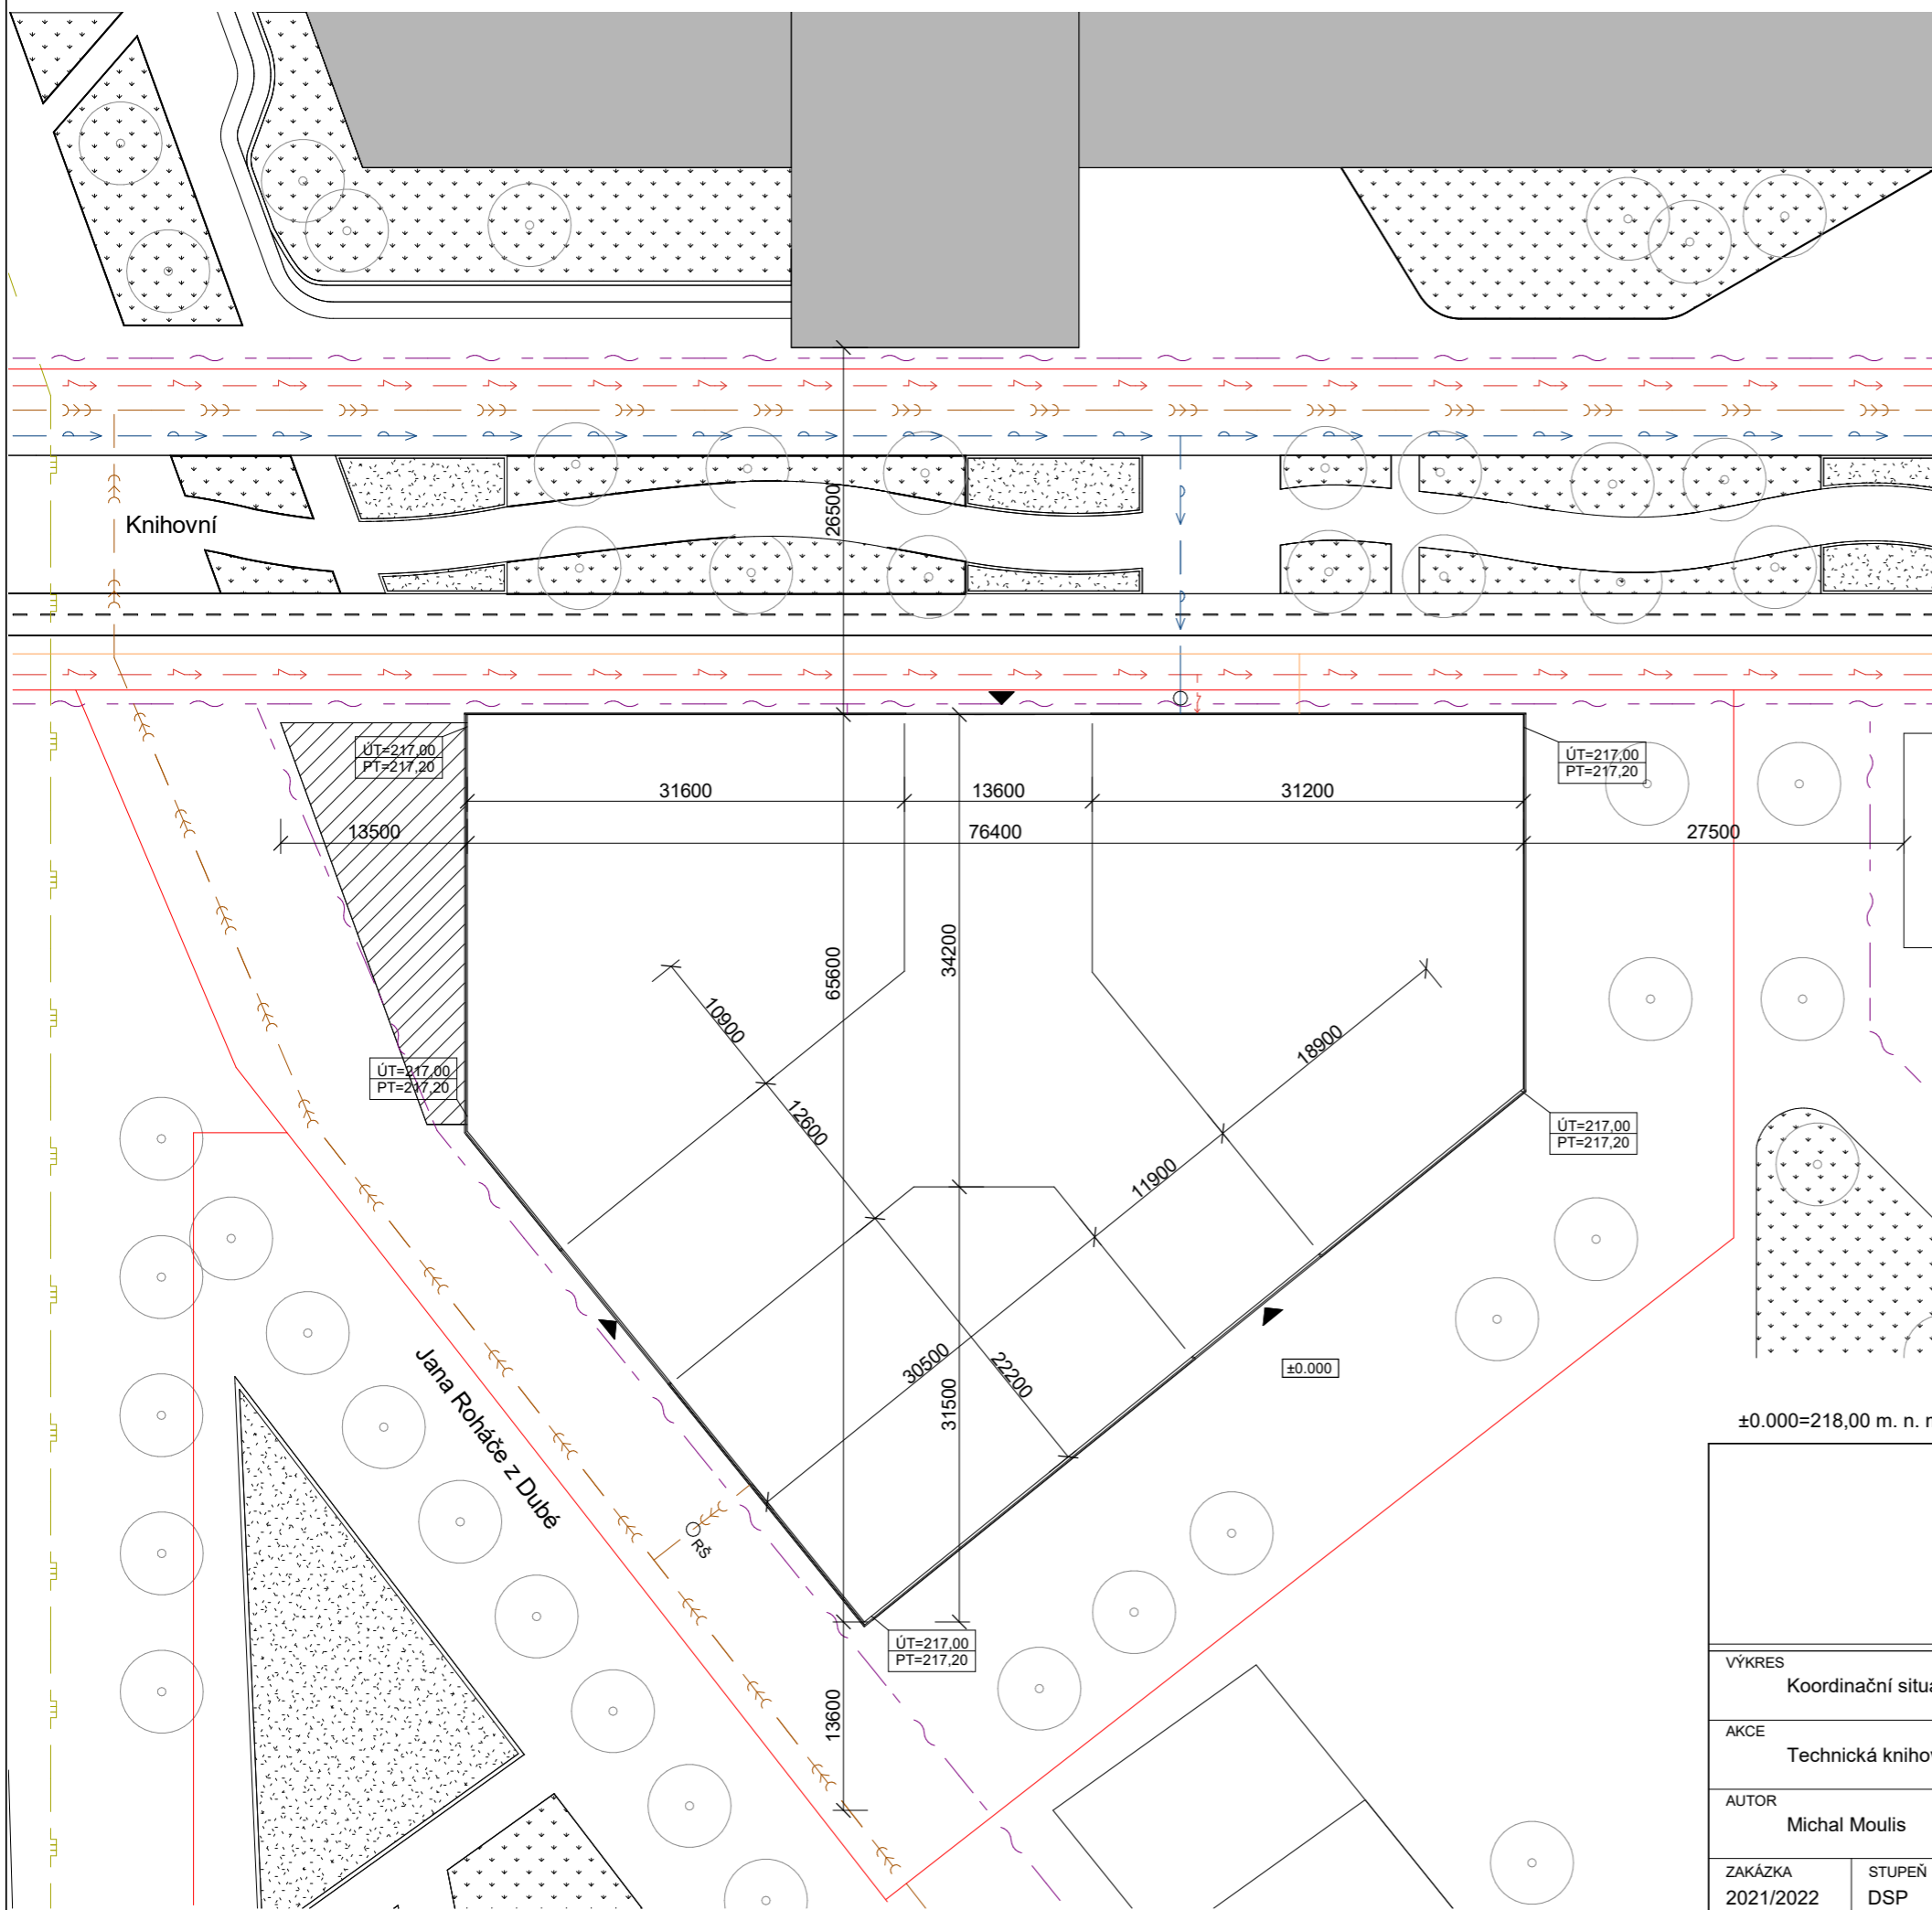 26500
Knihovní
ÚT=217,00
PT=217,20
ÚT=217,00
PT=217,20
31600
13600
31200
13500
76400
27500
65600
34200
10900
18900
ÚT=217,00
PT=217,20
12600
ÚT=217,00
PT=217,20
11900
30500
22200
31500
±0.000
Jana Roháče z Dubé
±0.000=218,00 m. n.
RŠ
ÚT=217,00
PT=217,20
13600
VÝKRES
Koordinační situa
AKCE
Technická knihov
AUTOR
Michal Moulis
ZAKÁZKA STUPEŇ
2021/2022 DSP